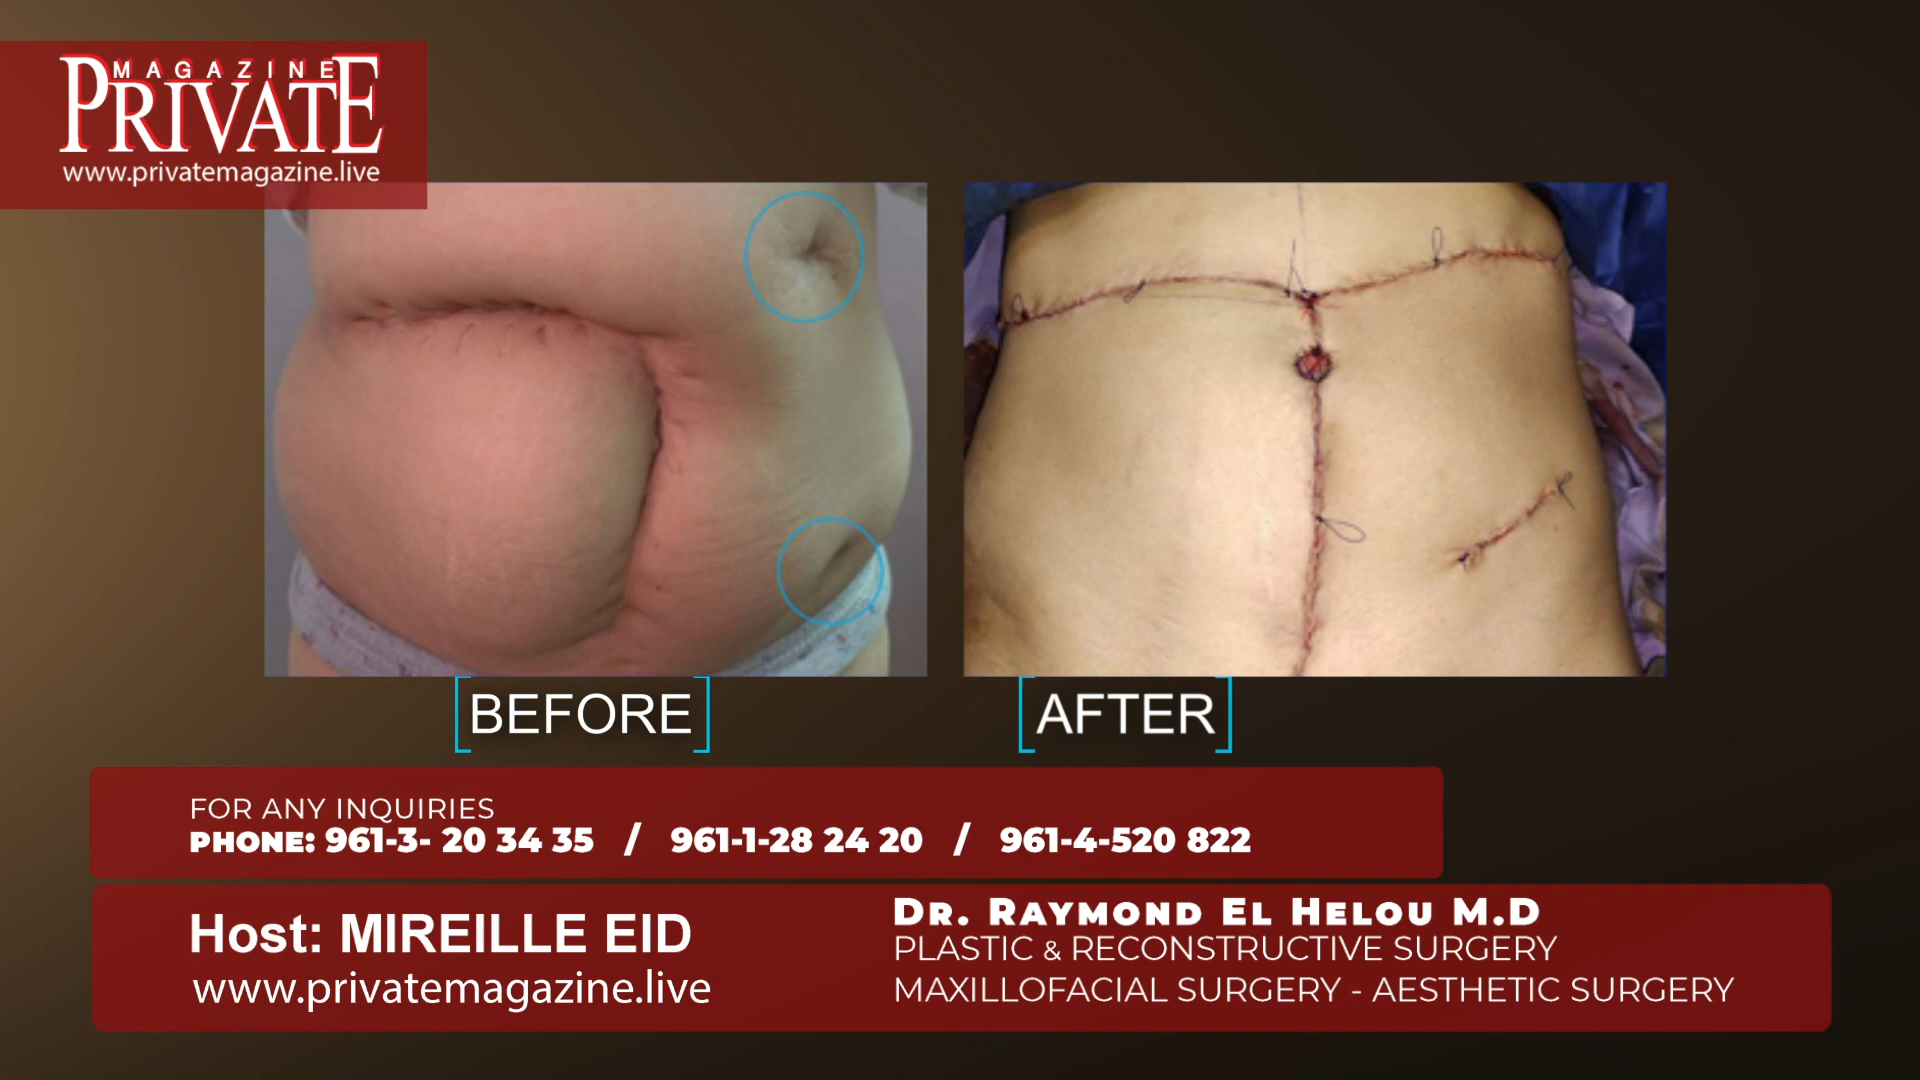 MAGAZINE
PRIVATE
www.privatemagazine.live
BEFORE
AFTER
FOR ANY INQUIRIES
PHONE: 961-3- 20 34 35 / 961-1-28 24 20 / 961-4-520 822
Host: MIREILLE EID
www.privatemagazine.live
DR. RAYMOND EL HELOU M.D
PLASTIC & RECONSTRUCTIVE SURGERY
MAXILLOFACIAL SURGERY - AESTHETIC SURGERY